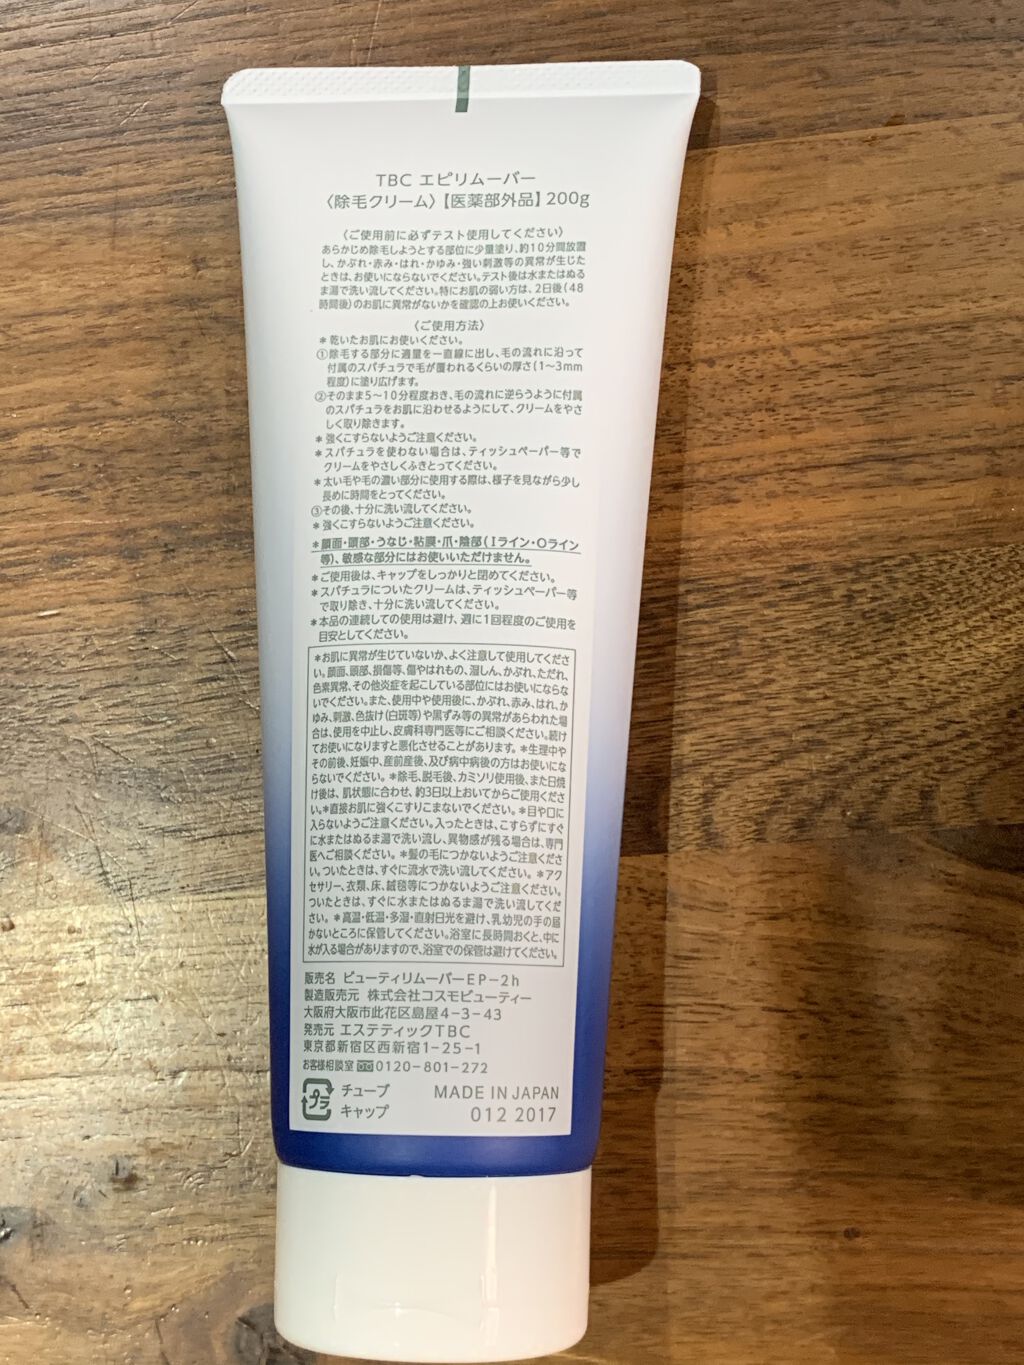 TBC エピリムーバー
〈除毛クリーム〉【医薬部外品】200g
〈ご使用前に必ずテスト使用してください〉
あらかじめ除毛しようとする部位に少量塗り、約10分間放置
し、かぶれ・赤み・はれ・かゆみ・強い刺激等の異常が生じた
ときは、お使いにならないでください。テスト後は水またはぬる
ま湯で洗い流してください。特にお肌の弱い方は、2日後(48
時間後)のお肌に異常がないかを確認の上お使いください。
〈ご使用方法〉
＊乾いたお肌にお使いください。
①除毛する部分に適量を一直線に出し、毛の流れに沿って
付属のスパチュラで毛が覆われるくらいの厚さ(1〜3mm
程度)に塗り広げます。
②そのまま5〜10分程度おき、毛の流れに逆らうように付属
のスパチュラをお肌に沿わせるようにして、クリームをやさ
しく取り除きます。
＊強くこすらないようご注意ください。
＊スパチュラを使わない場合は、ティッシュペーパー等で
クリームをやさしくふきとってください。
＊太い毛や毛の濃い部分に使用する際は、様子を見ながら少し
長めに時間をとってください。
③その後、十分に洗い流してください。
＊強くこすらないようご注意ください。
＊顔面・頭部・うなじ・粘膜・爪・陰部(Iライン・Oライン
等)、敏感な部分にはお使いいただけません。
＊ご使用後は、キャップをしっかりと閉めてください。
＊スパチュラについたクリームは、ティッシュペーパー等
で取り除き、十分に洗い流してください。
＊本品の連続しての使用は避け、週に1回程度のご使用を
目安としてください。
＊お肌に異常が生じていないか、よく注意して使用してくださ
い。顔面、頭部、損傷等、傷やはれもの、湿しん、かぶれ、ただれ、
色素異常、その他炎症を起こしている部位にはお使いにならな
いでください。また、使用中や使用後に、かぶれ、赤み、はれ、か
ゆみ、刺激、色抜け(白斑等)や黒ずみ等の異常があらわれた場
合は、使用を中止し、皮膚科専門医等にご相談ください。続け
てお使いになりますと悪化させることがあります。＊生理中や
その前後、妊娠中、産前産後、及び病中病後の方はお使いにな
らないでください。＊除毛、脱毛後、カミソリ使用後、また日焼
け後は、肌状態に合わせ、約3日以上おいてからご使用くださ
い。＊直接お肌に強くすりこまないでください。＊目や口に
入らないようご注意ください。入ったときは、こすらずにすぐ
に水またはぬるま湯で洗い流し、異物感が残る場合は、専門
医へご相談ください。＊髪の毛につかないようご注意くださ
い。ついたときは、すぐに流水で洗い流してください。＊アク
セサリー、衣類、床、絨毯等につかないようご注意ください。
ついたときは、すぐに水またはぬるま湯で洗い流してくださ
い。＊高温・低温・多湿・直射日光を避け、乳幼児の手の届
かないところに保管してください。浴室に長時間おくと、中に
水が入る場合がありますので、浴室での保管は避けてください。
販売名 ビューティリムーバーEP-2h
製造販売元 株式会社コスモビューティー
大阪府大阪市此花区島屋4-3-43
発売元 エステティックTBC
東京都新宿区西新宿1-25-1
お客様相談室 0120-801-272
プラ チューブ
キャップ
MADE IN JAPAN
012 2017